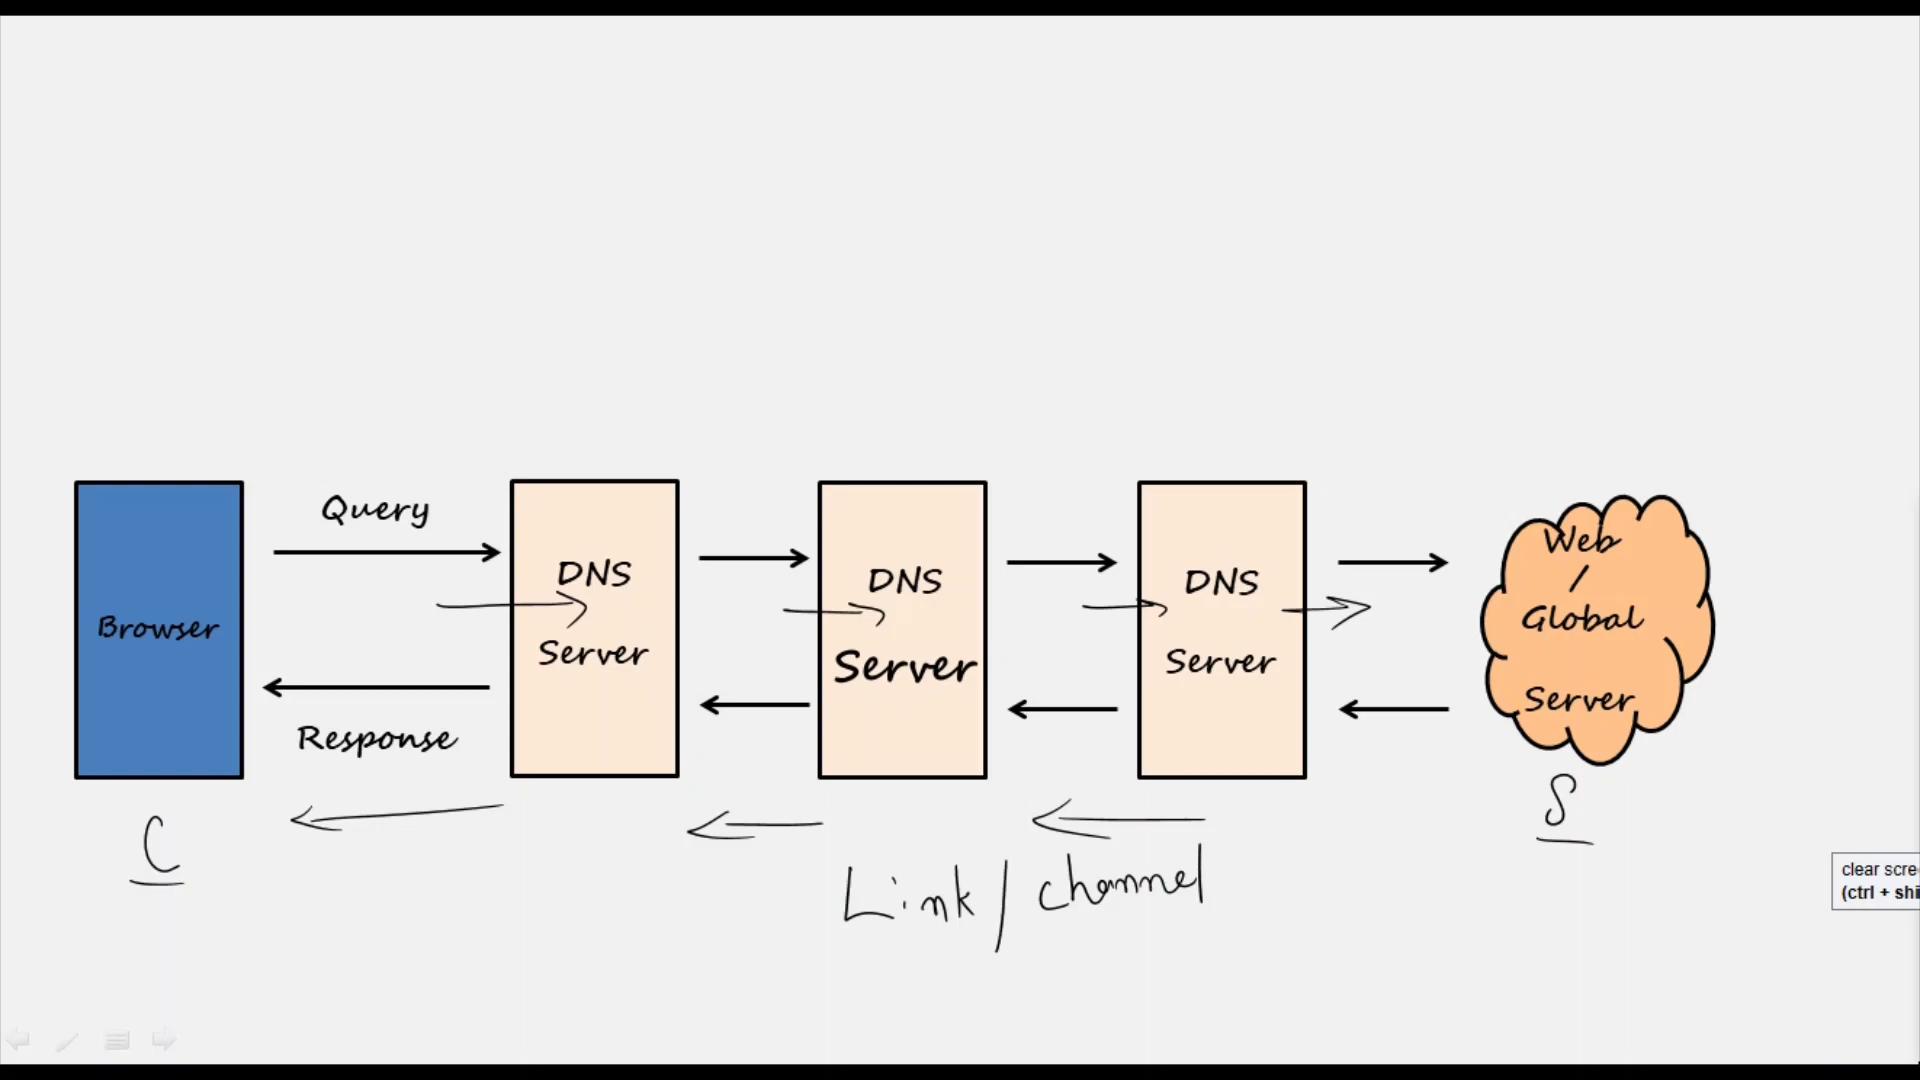 Query
Browser
Response
DNS
Server
DNS
Server
DNS
Server
Web
/
Global
Server
C
S
Link / channel
clear scre
(ctrl + shi